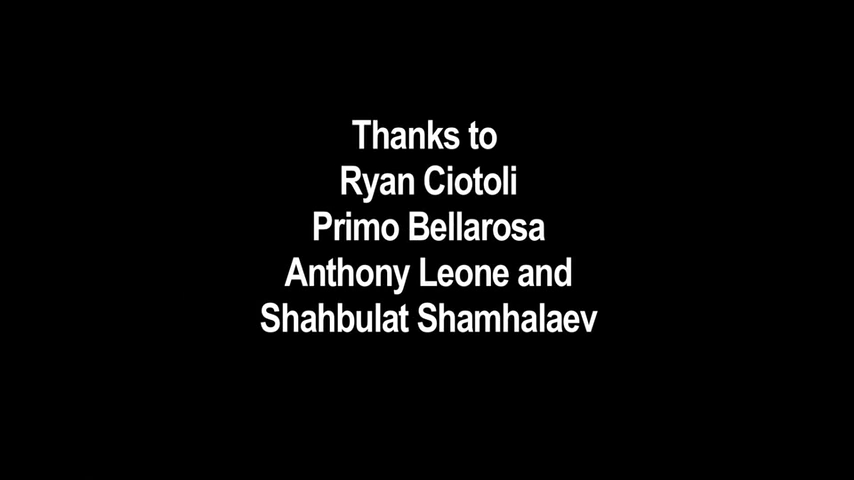 Thanks to
Ryan Ciotoli
Primo Bellarosa
Anthony Leone and
Shahbulat Shamhalaev